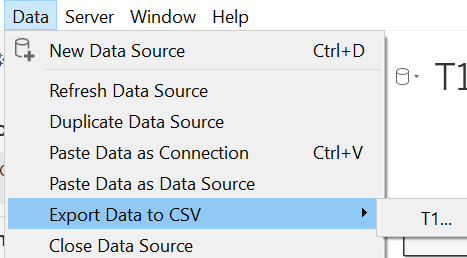 Data Server Window Help
New Data Source Ctrl+D
T1
Refresh Data Source
Duplicate Data Source
Paste Data as Connection Ctrl+V
Paste Data as Data Source
Export Data to CSV
T1...
Close Data Source